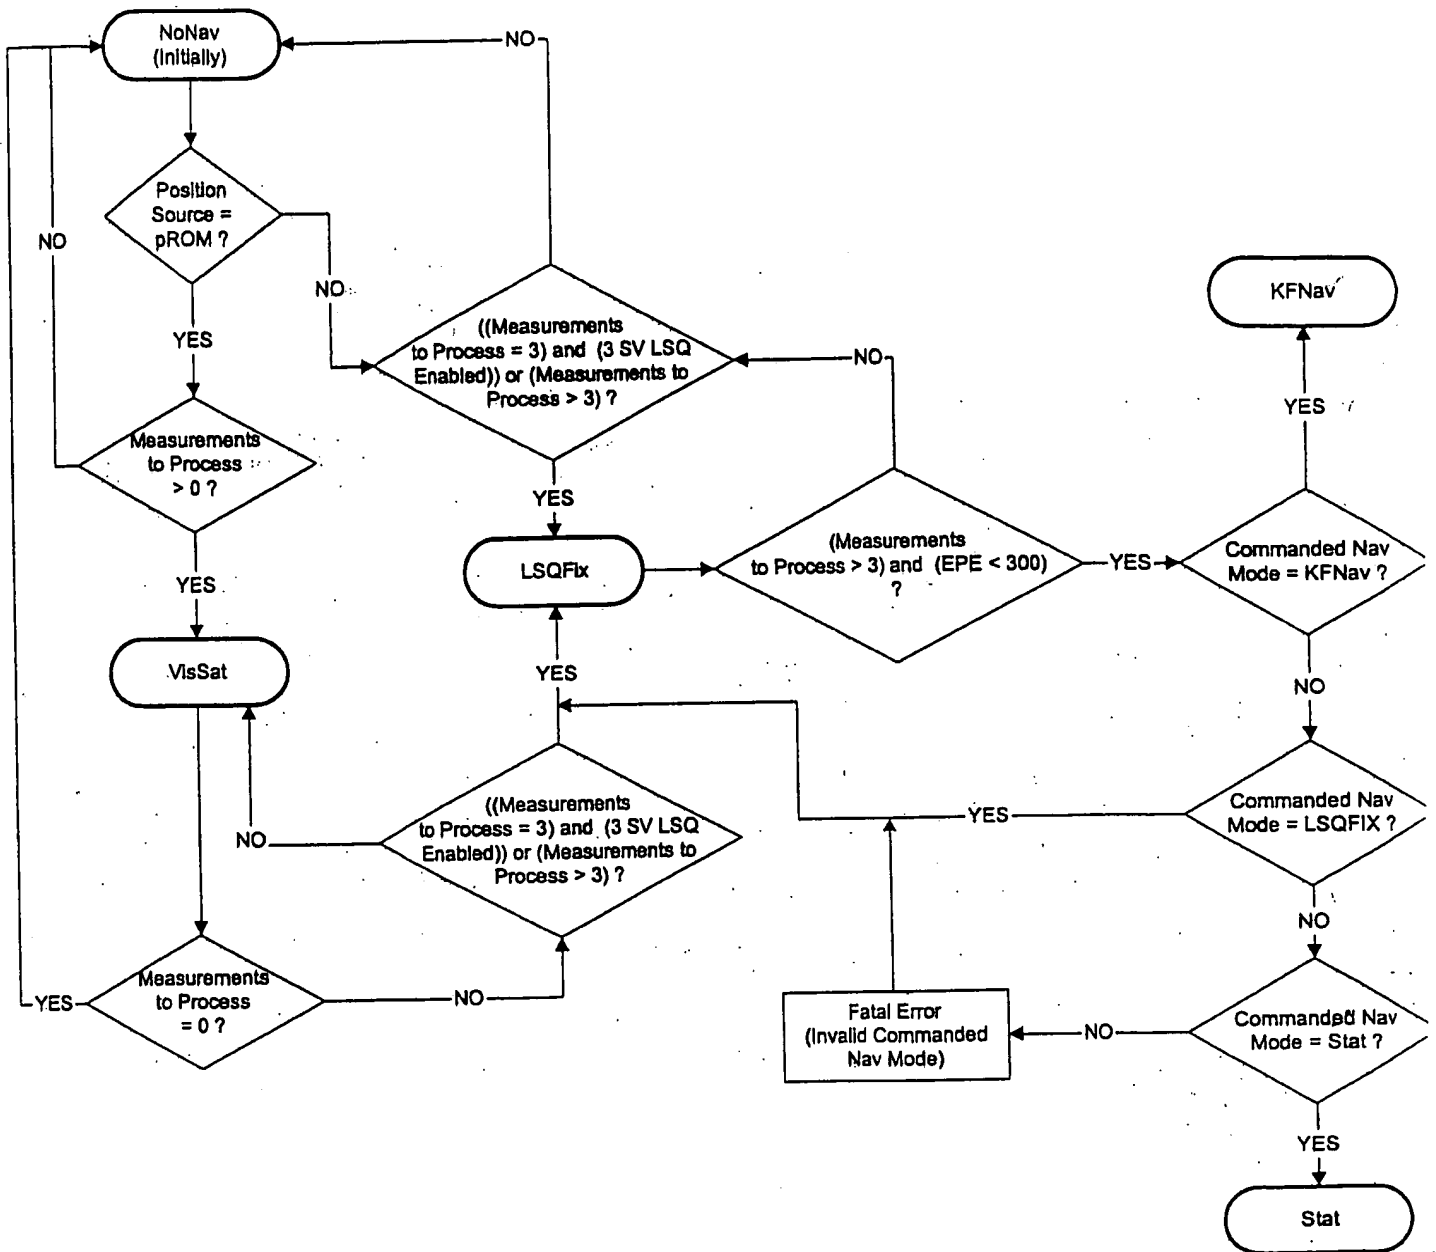 NoNav
(Initially)
NO
Position
Source =
pROM ?
NO
NO
YES
KFNav
((Measurements
to Process = 3) and (3 SV LSQ
Enabled)) or (Measurements to
Process > 3) ?
NO
YES
Measurements
to Process
> 0 ?
YES
YES
LSQFix
(Measurements
to Process > 3) and (EPE < 300)
?
YES
Commanded Nav
Mode = KFNav ?
VisSat
YES
NO
((Measurements
to Process = 3) and (3 SV LSQ
Enabled)) or (Measurements to
Process > 3) ?
NO
YES
Commanded Nav
Mode = LSQFIX ?
NO
Measurements
to Process
= 0 ?
YES
NO
Fatal Error
(Invalid Commanded
Nav Mode)
NO
Commanded Nav
Mode = Stat ?
YES
Stat